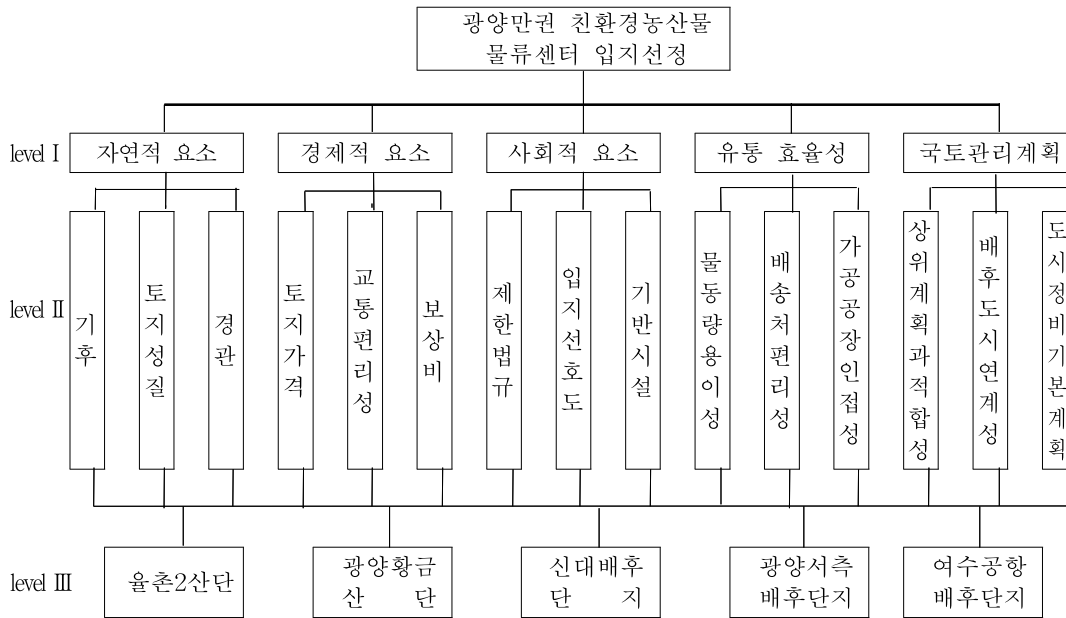 광양만권 친환경농산물
물류센터 입지선정
level I
자연적 요소
경제적 요소
사회적 요소
유통 효율성
국토관리계획
level II
기후
토지성질
경관
토지가격
교통편리성
보상비
제한법규
입지선호도
기반시설
물동량용이성
배송처편리성
가공공장인접성
상위계획과적합성
배후도시연계성
도시정비기본계획
level III
율촌2산단
광양황금
산 단
신대배후
단 지
광양서측
배후단지
여수공항
배후단지